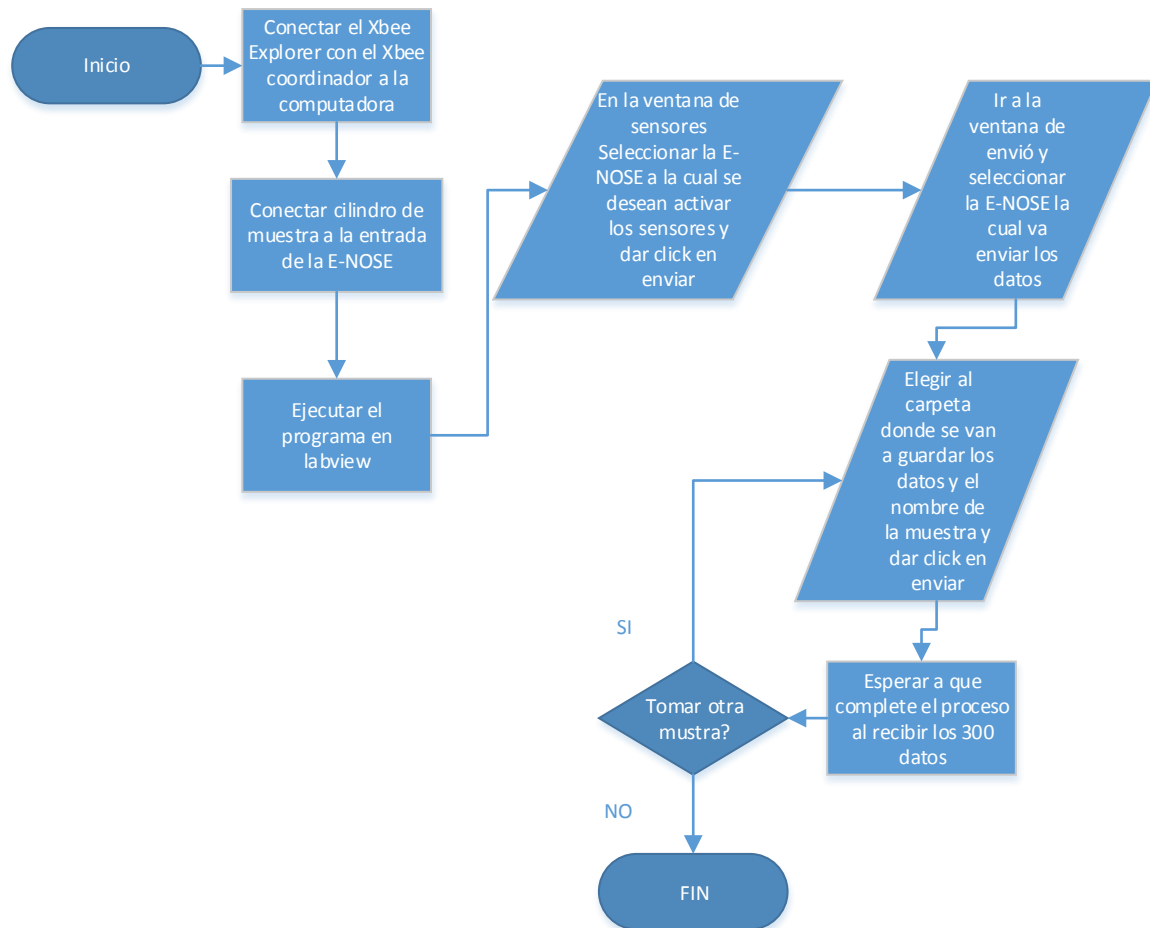 Inicio
Conectar el Xbee
Explorer con el Xbee
coordinador a la
computadora
Conectar cilindro de
muestra a la entrada
de la E-NOSE
Ejecutar el
programa en
labview
En la ventana de
sensores
Seleccionar la E-
NOSE a la cual se
desean activar
los sensores y
dar click en
enviar
Ir a la
ventana de
envió y
seleccionar
la E-NOSE la
cual va
enviar los
datos
Elegir al
carpeta
donde se van
a guardar los
datos y el
nombre de
la muestra y
dar click en
enviar
Esperar a que
complete el proceso
al recibir los 300
datos
Tomar otra
mustra?
SI
NO
FIN